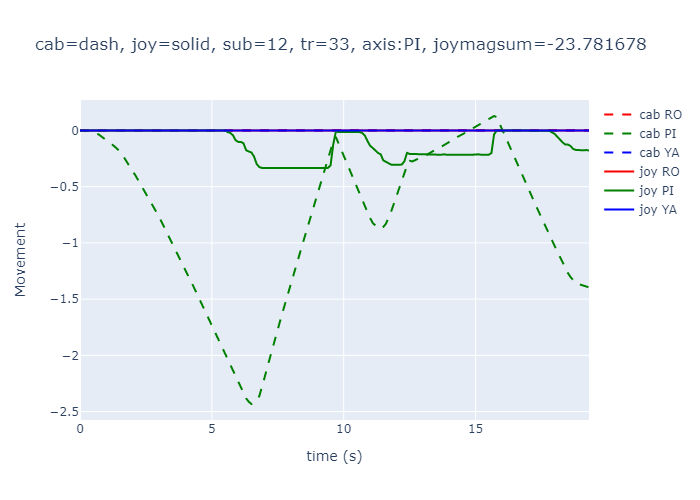 cab=dash, joy=solid, sub=12, tr=33, axis:PI, joymagsum=-23.781678
cab RO
cab PI
cab YA
joy RO
joy PI
joy YA
Movement
0
−0.5
−1
−1.5
−2
−2.5
0 5 10 15
time (s)